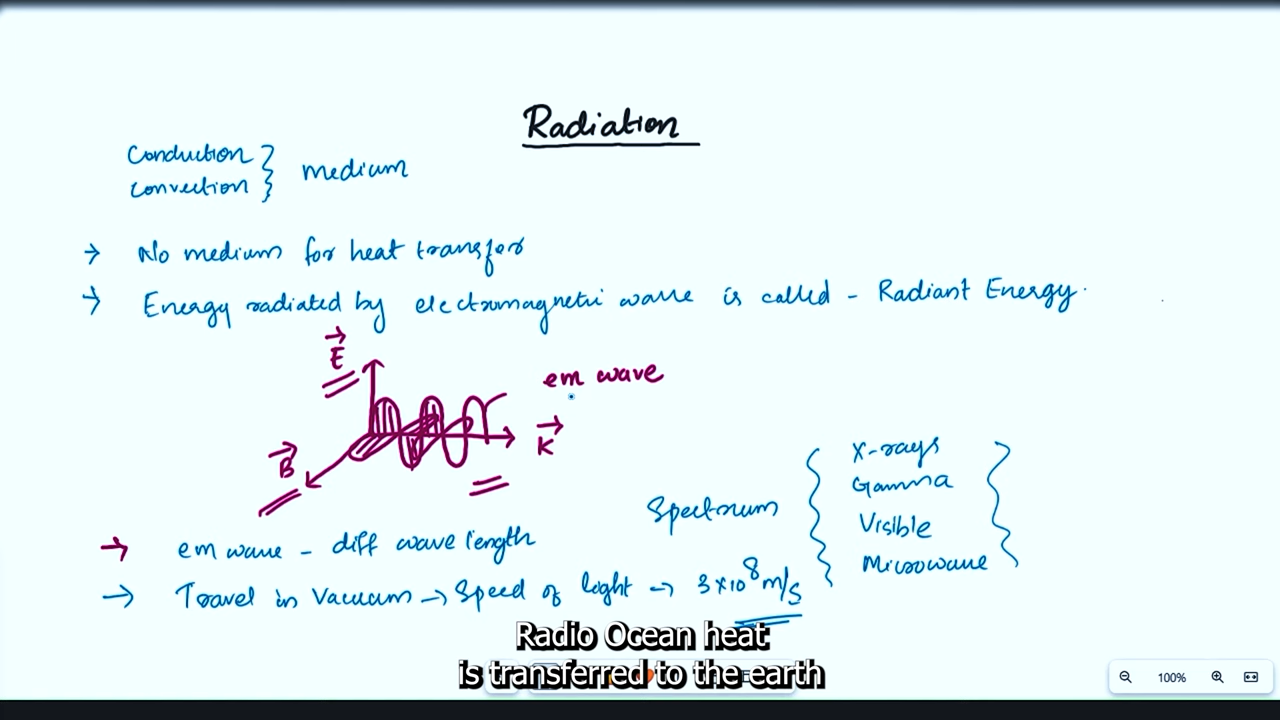 Radiation
Conduction
Convection
medium
→ No medium for heat transfer
→ Energy radiated by electromagnetic wave is called - Radiant Energy.
E
em wave
B
K
Spectrum
X-rays
Gamma
Visible
Microwave
→ em wave - diff wave length
→ Travel in Vacuum → Speed of light → 3×10⁸ m/s
Radio Ocean heat
is transferred to the earth
100%